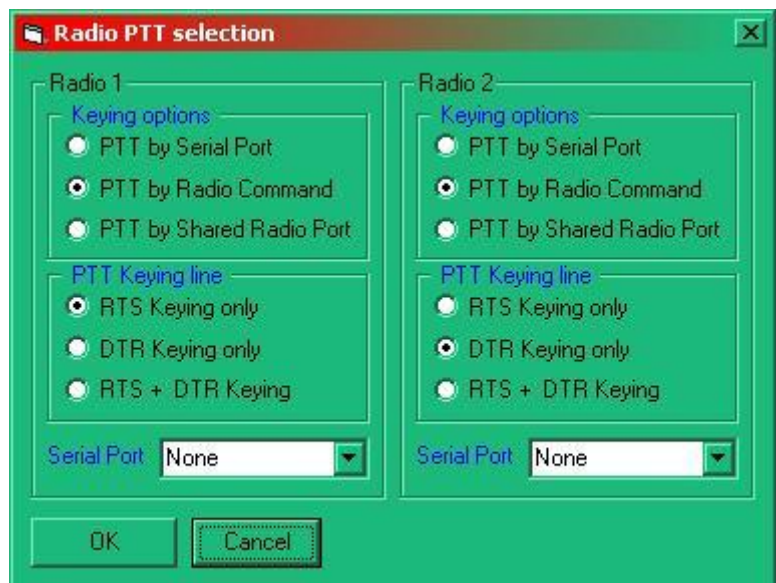 Radio PTT selection
Radio 1
Keying options
PTT by Serial Port
PTT by Radio Command
PTT by Shared Radio Port
PTT Keying line
RTS Keying only
DTR Keying only
RTS + DTR Keying
Serial Port None
Radio 2
Keying options
PTT by Serial Port
PTT by Radio Command
PTT by Shared Radio Port
PTT Keying line
RTS Keying only
DTR Keying only
RTS + DTR Keying
Serial Port None
OK Cancel